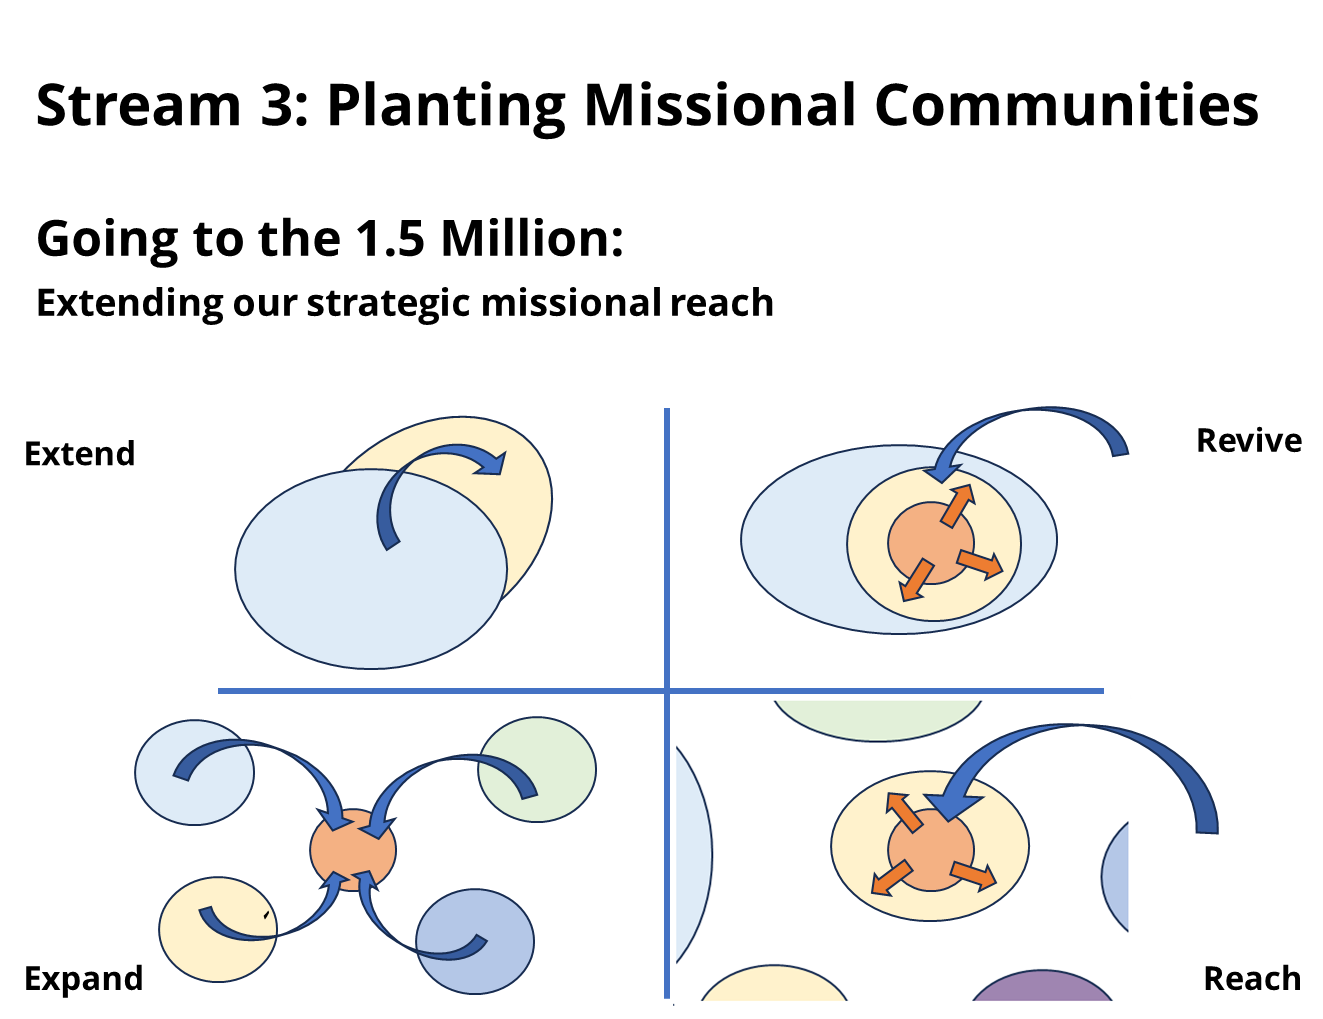 Stream 3: Planting Missional Communities
Going to the 1.5 Million:
Extending our strategic missional reach
Extend
Revive
Expand
Reach